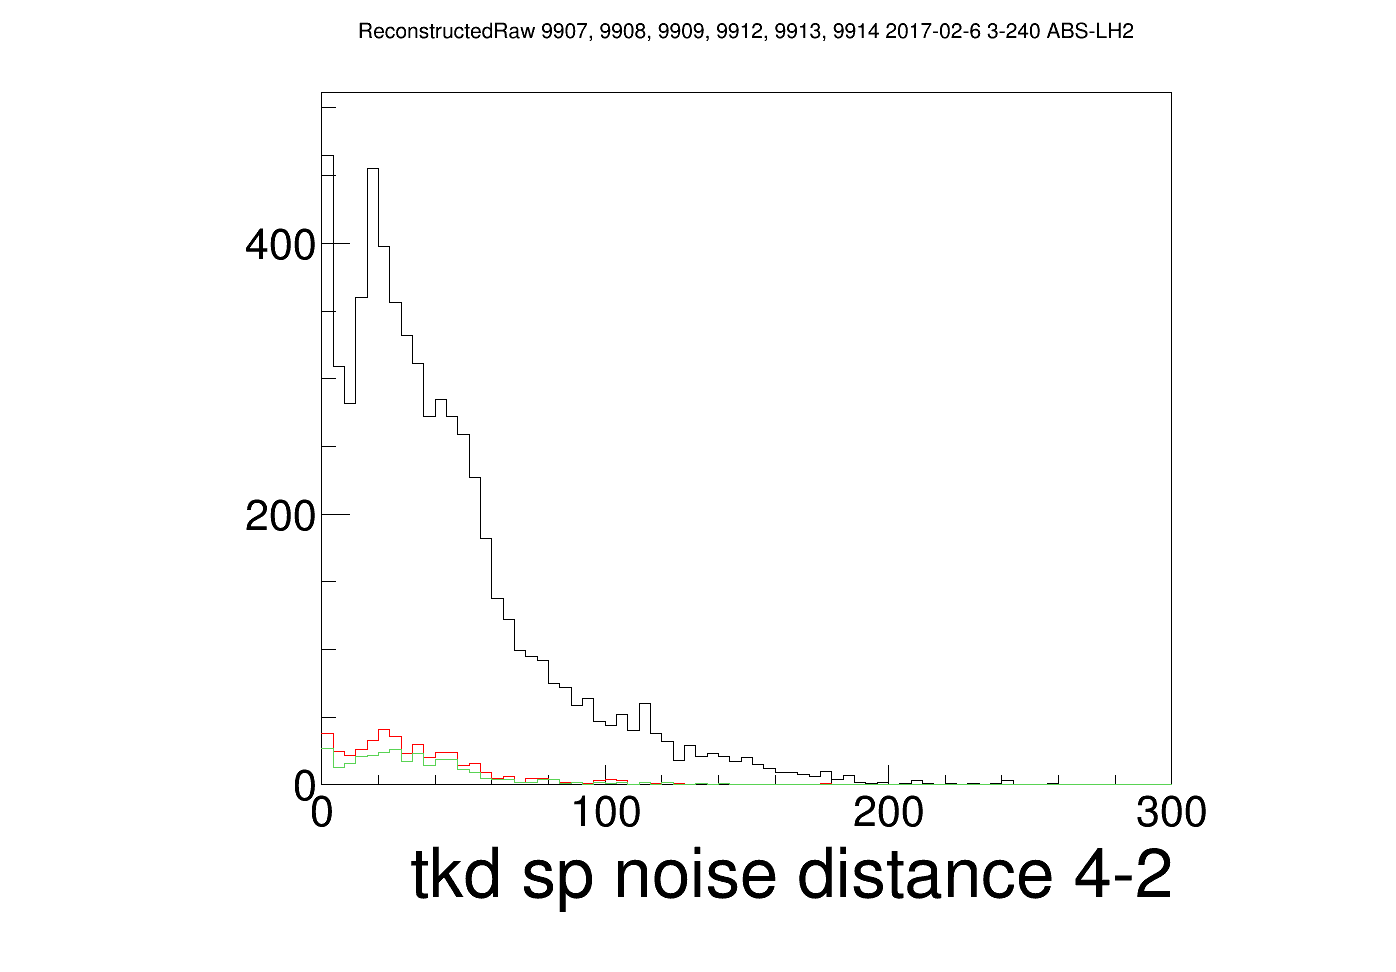 ReconstructedRaw 9907, 9908, 9909, 9912, 9913, 9914 2017-02-6 3-240 ABS-LH2
400
200
0
0 100 200 300
tkd sp noise distance 4-2